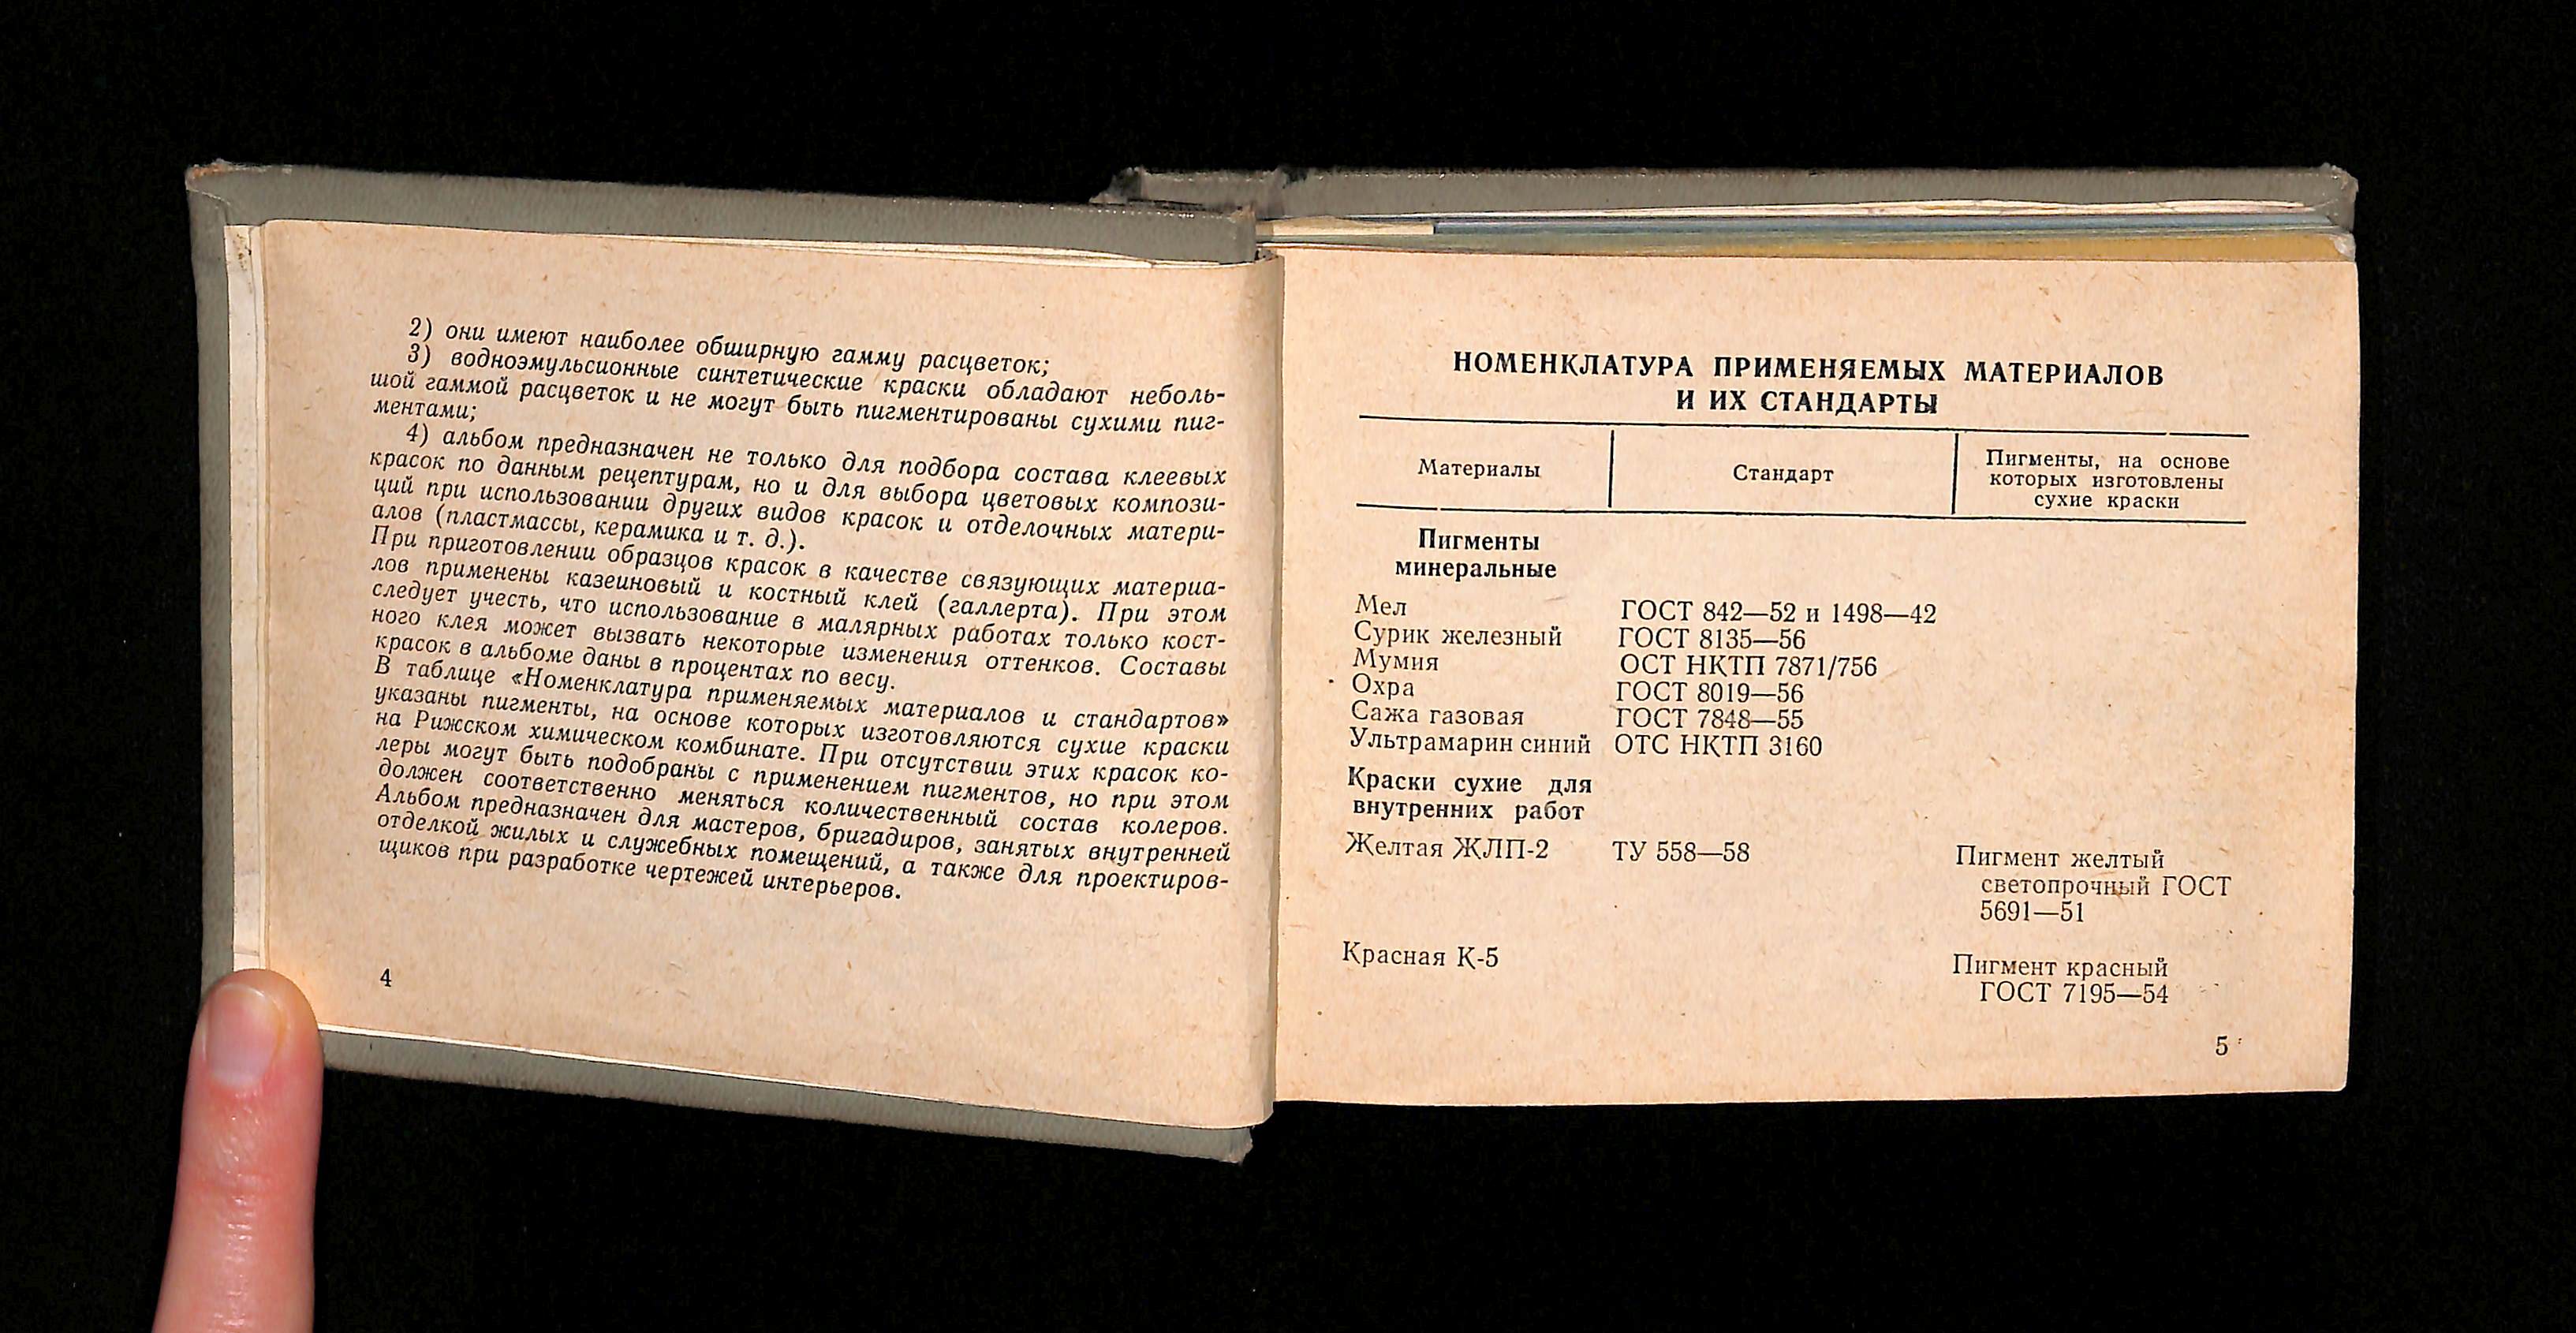 2) они имеют наиболее обширную гамму расцветок;
3) водноэмульсионные синтетические краски обладают неболь-
шой гаммой расцветок и не могут быть пигментированы сухими пиг-
ментами;
4) альбом предназначен не только для подбора состава клеевых
красок по данным рецептурам, но и для выбора цветовых компози-
ций при использовании других видов красок и отделочных матери-
алов (пластмассы, керамика и т. д.).
При приготовлении образцов красок в качестве связующих материа-
лов применены казеиновый и костный клей (галлерта). При этом
следует учесть, что использование в малярных работах только кост-
ного клея может вызвать некоторые изменения оттенков. Составы
красок в альбоме даны в процентах по весу.
В таблице «Номенклатура применяемых материалов и стандартов»
указаны пигменты, на основе которых изготовляются сухие краски
на Рижском химическом комбинате. При отсутствии этих красок ко-
леры могут быть подобраны с применением пигментов, но при этом
должен соответственно меняться количественный состав колеров.
Альбом предназначен для мастеров, бригадиров, занятых внутренней
отделкой жилых и служебных помещений, а также для проектиров-
щиков при разработке чертежей интерьеров.
4
НОМЕНКЛАТУРА ПРИМЕНЯЕМЫХ МАТЕРИАЛОВ
И ИХ СТАНДАРТЫ
Материалы
Стандарт
Пигменты, на основе
которых изготовлены
сухие краски
Пигменты
минеральные
Мел ГОСТ 842—52 и 1498—42
Сурик железный ГОСТ 8135—56
Мумия ОСТ НКТП 7871/756
Охра ГОСТ 8019—56
Сажа газовая ГОСТ 7848—55
Ультрамарин синий ОТС НКТП 3160
Краски сухие для
внутренних работ
Желтая ЖЛП-2 ТУ 558—58 Пигмент желтый
светопрочный ГОСТ
5691—51
Красная К-5 Пигмент красный
ГОСТ 7195—54
5